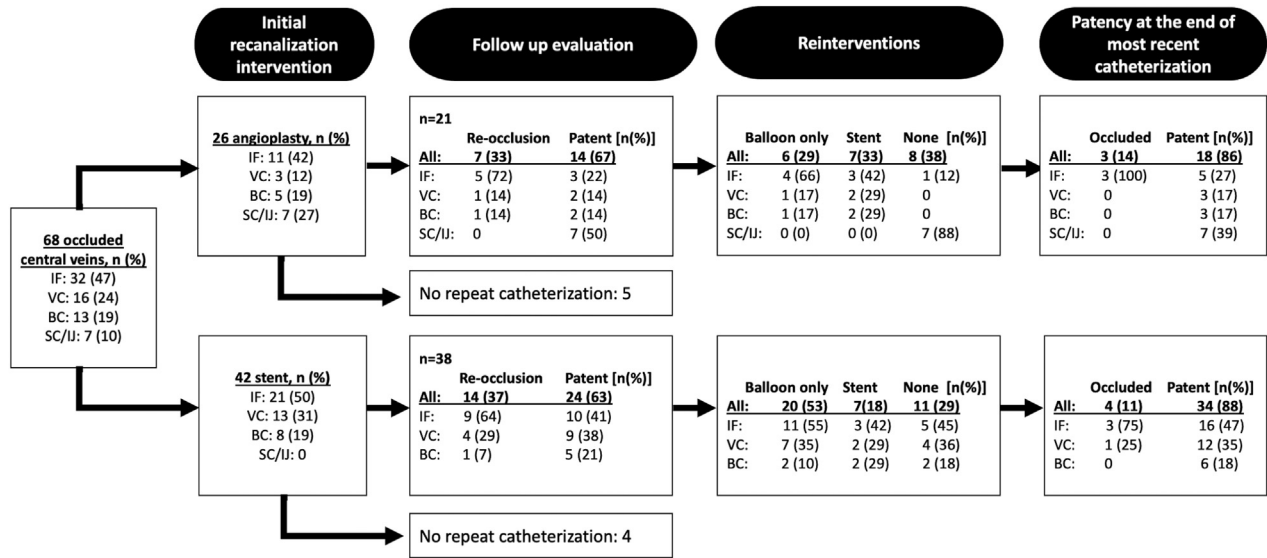 Initial
recanalization
intervention
Follow up evaluation
Reinterventions
Patency at the end of
most recent
catheterization
68 occluded
central veins, n (%)
IF: 32 (47)
VC: 16 (24)
BC: 13 (19)
SC/IJ: 7 (10)
26 angioplasty, n (%)
IF: 11 (42)
VC: 3 (12)
BC: 5 (19)
SC/IJ: 7 (27)
n=21
Re-occlusion Patent [n(%)]
All: 7 (33) 14 (67)
IF: 5 (72) 3 (22)
VC: 1 (14) 2 (14)
BC: 1 (14) 2 (14)
SC/IJ: 0 7 (50)
Balloon only Stent None [n(%)]
All: 6 (29) 7(33) 8 (38)
IF: 4 (66) 3 (42) 1 (12)
VC: 1 (17) 2 (29) 0
BC: 1 (17) 2 (29) 0
SC/IJ: 0 (0) 0 (0) 7 (88)
Occluded Patent [n(%)]
All: 3 (14) 18 (86)
IF: 3 (100) 5 (27)
VC: 0 3 (17)
BC: 0 3 (17)
SC/IJ: 0 7 (39)
No repeat catheterization: 5
42 stent, n (%)
IF: 21 (50)
VC: 13 (31)
BC: 8 (19)
SC/IJ: 0
n=38
Re-occlusion Patent [n(%)]
All: 14 (37) 24 (63)
IF: 9 (64) 10 (41)
VC: 4 (29) 9 (38)
BC: 1 (7) 5 (21)
Balloon only Stent None [n(%)]
All: 20 (53) 7(18) 11 (29)
IF: 11 (55) 3 (42) 5 (45)
VC: 7 (35) 2 (29) 4 (36)
BC: 2 (10) 2 (29) 2 (18)
Occluded Patent [n(%)]
All: 4 (11) 34 (88)
IF: 3 (75) 16 (47)
VC: 1 (25) 12 (35)
BC: 0 6 (18)
No repeat catheterization: 4